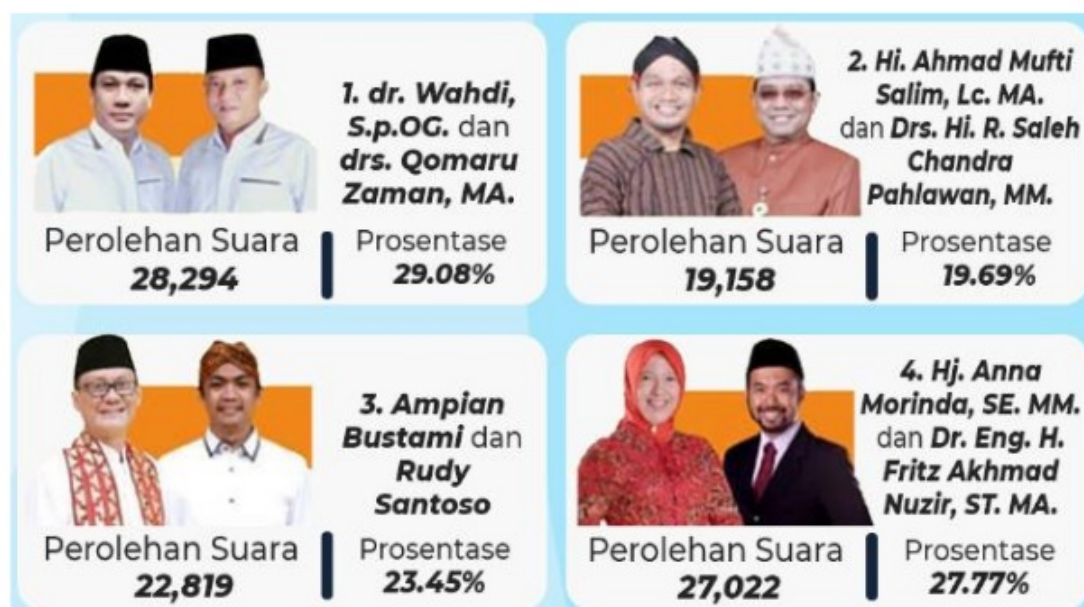 1. dr. Wahdi,
S.p.OG. dan
drs. Qomaru
Zaman, MA.
Perolehan Suara
28,294
Prosentase
29.08%
2. Hi. Ahmad Mufti
Salim, Lc. MA.
dan Drs. Hi. R. Saleh
Chandra
Pahlawan, MM.
Perolehan Suara
19,158
Prosentase
19.69%
3. Ampian
Bustami dan
Rudy
Santoso
Perolehan Suara
22,819
Prosentase
23.45%
4. Hj. Anna
Morinda, SE. MM.
dan Dr. Eng. H.
Fritz Akhmad
Nuzir, ST. MA.
Perolehan Suara
27,022
Prosentase
27.77%